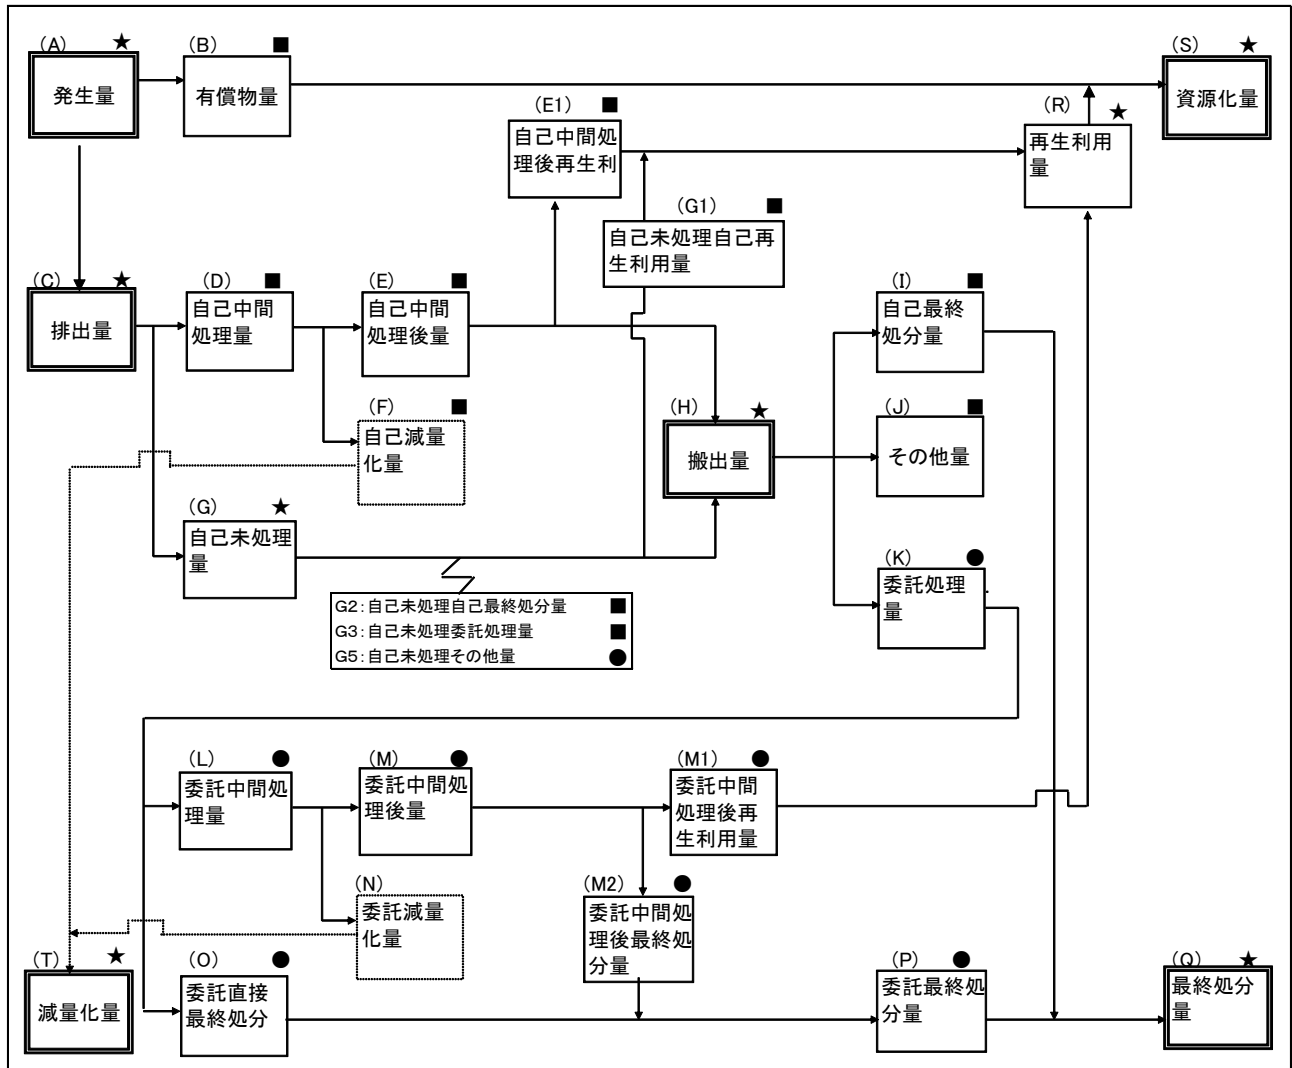 (A) ★
発生量
(B) ■
有償物量
(S) ★
資源化量
(E1) ■
自己中間処
理後再生利
(R) ★
再生利用
量
(G1) ■
自己未処理自己再
生利用量
(C) ★
排出量
(D) ■
自己中間
処理量
(E) ■
自己中間
処理後量
(I) ■
自己最終
処分量
(F) ■
自己減量
化量
(H) ★
搬出量
(J) ■
その他量
(G) ★
自己未処理
量
(K) ●
委託処理
量
G2:自己未処理自己最終処分量 ■
G3:自己未処理委託処理量 ■
G5:自己未処理その他量 ●
(L) ●
委託中間処
理量
(M) ●
委託中間処
理後量
(M1) ●
委託中間
処理後再
生利用量
(N)
委託減量
化量
(M2) ●
委託中間処
理後最終処
分量
(T) ★
減量化量
(O) ●
委託直接
最終処分
(P) ●
委託最終処
分量
(Q) ★
最終処分
量